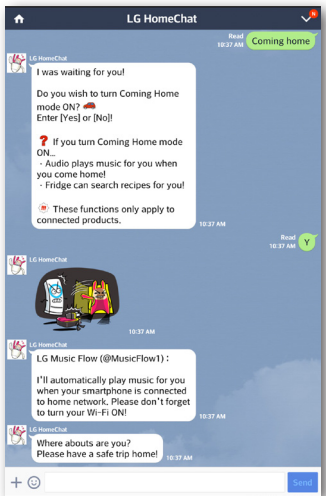 LG HomeChat
N
Read
10:37 AM
Coming home
LG HomeChat
I was waiting for you!
Do you wish to turn Coming Home
mode ON?
Enter [Yes] or [No]!
❓ If you turn Coming Home mode
ON...
· Audio plays music for you when
you come home!
· Fridge can search recipes for you!
These functions only apply to
connected products.
10:37 AM
Read
10:37 AM
Y
LG HomeChat
10:37 AM
LG HomeChat
LG Music Flow (@MusicFlow1) :
I'll automatically play music for you
when your smartphone is connected
to home network. Please don't forget
to turn your Wi-Fi ON!
10:37 AM
LG HomeChat
Where abouts are you?
Please have a safe trip home!
10:37 AM
Send